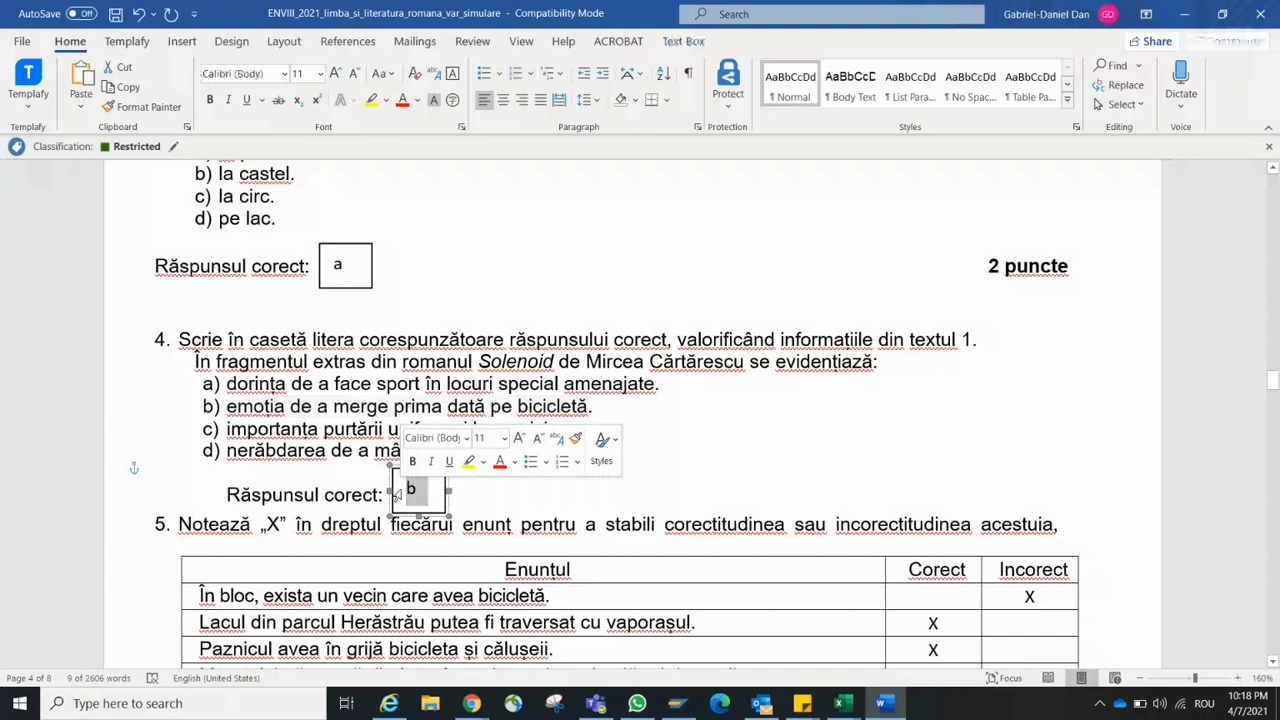 AutoSave Off ENVIII_2021_limba_si_literatura_romana_var_simulare - Compatibility Mode Search Gabriel-Daniel Dan GD
File Home Templafy Insert Design Layout References Mailings Review View Help ACROBAT Text Box Share Comments
Templafy
Templafy
Paste
Cut
Copy
Format Painter
Clipboard
Calibri (Body) 11
Font
Paragraph
Protect
Protection
AaBbCcDd AaBbCcDc AaBbCcDd AaBbCcDd AaBbCcDd
¶ Normal ¶ Body Text ¶ List Para... ¶ No Spac... ¶ Table Pa...
Styles
Find
Replace
Select
Editing
Dictate
Voice
Classification: Restricted
b) la castel.
c) la circ.
d) pe lac.
Răspunsul corect: a 2 puncte
4. Scrie în casetă litera corespunzătoare răspunsului corect, valorificând informațiile din textul 1.
În fragmentul extras din romanul Solenoid de Mircea Cărtărescu se evidențiază:
a) dorința de a face sport în locuri special amenajate.
b) emoția de a merge prima dată pe bicicletă.
c) importanța purtării
d) nerăbdarea de a
Calibri (Body) 11
B I U Styles
Răspunsul corect: b
5. Notează „X” în dreptul fiecărui enunț pentru a stabili corectitudinea sau incorectitudinea acestuia,
Enunțul Corect Incorect
În bloc, exista un vecin care avea bicicletă. X
Lacul din parcul Herăstrău putea fi traversat cu vaporașul. X
Paznicul avea în grijă bicicleta și călușeii. X
Page 4 of 8 9 of 2606 words English (United States) Focus 160%
Type here to search ROU 10:18 PM
4/7/2021